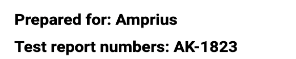 Prepared for: Amprius
Test report numbers: AK-1823